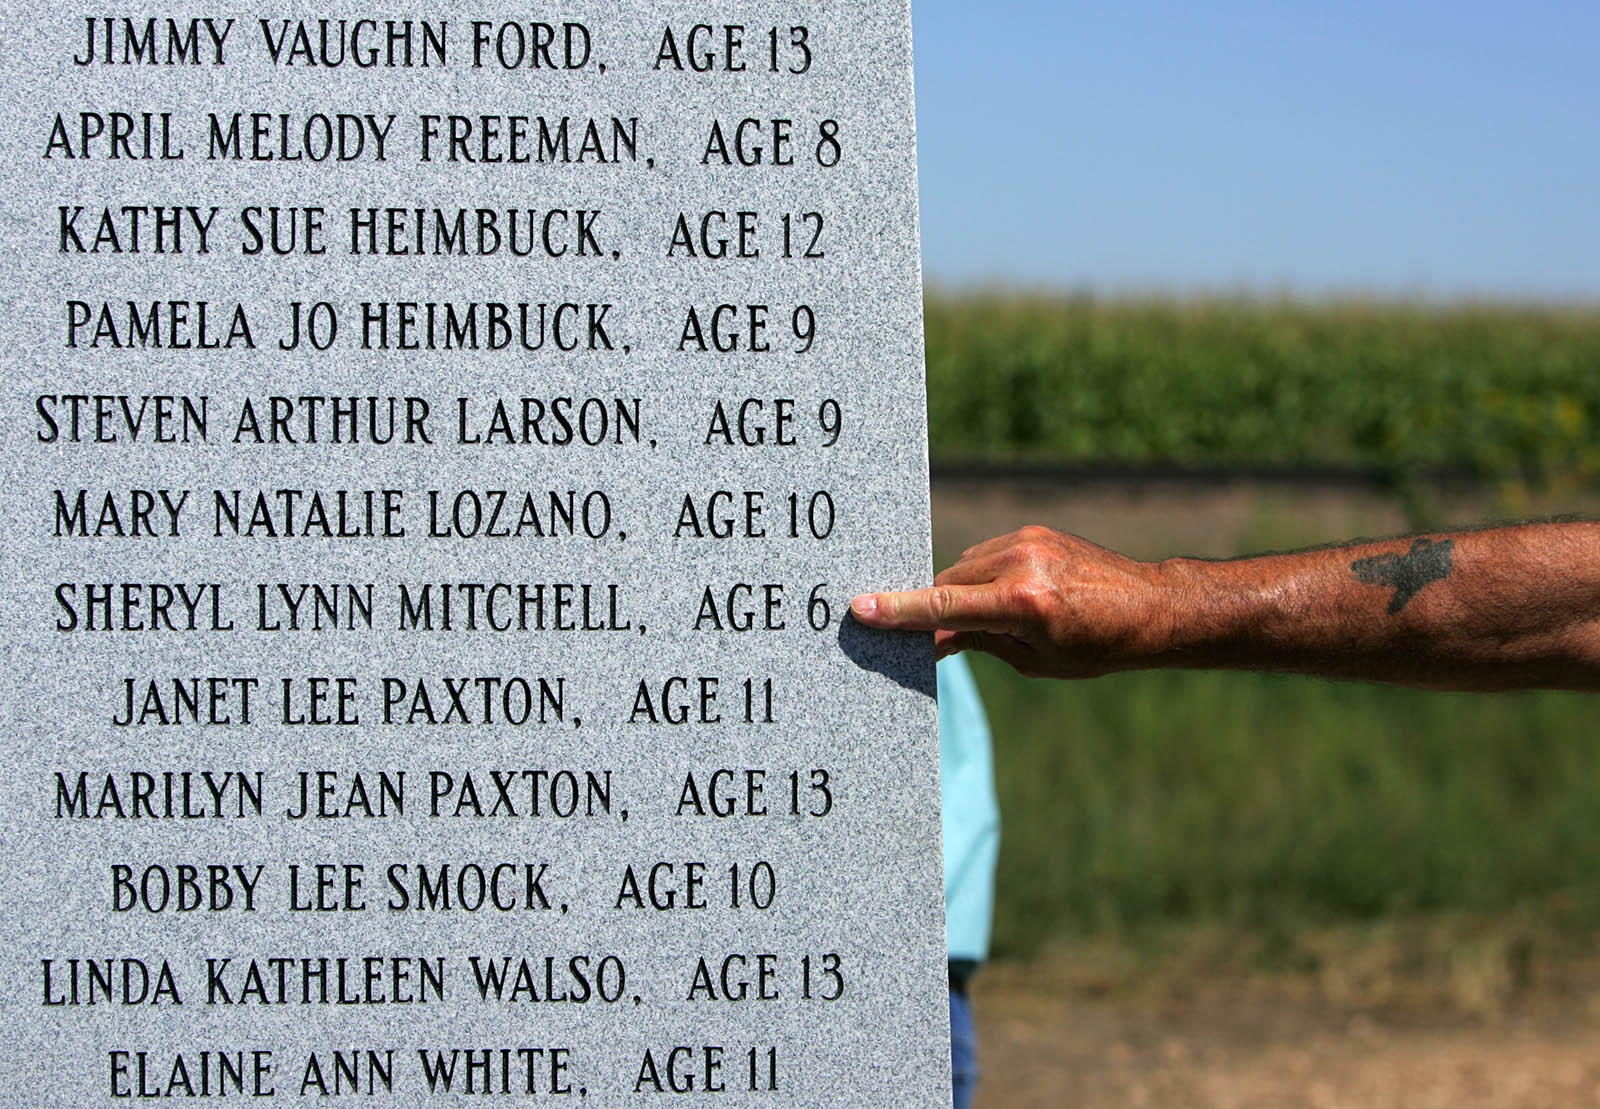 JIMMY VAUGHN FORD, AGE 13
APRIL MELODY FREEMAN, AGE 8
KATHY SUE HEIMBUCK, AGE 12
PAMELA JO HEIMBUCK, AGE 9
STEVEN ARTHUR LARSON, AGE 9
MARY NATALIE LOZANO, AGE 10
SHERYL LYNN MITCHELL, AGE 6
JANET LEE PAXTON, AGE 11
MARILYN JEAN PAXTON, AGE 13
BOBBY LEE SMOCK, AGE 10
LINDA KATHLEEN WALSO, AGE 13
ELAINE ANN WHITE, AGE 11